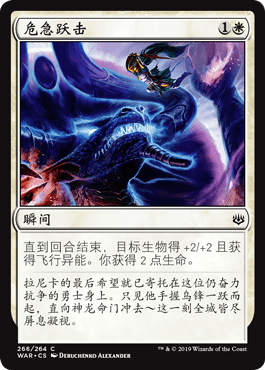 危急跃击 1
瞬间
直到回合结束，目标生物得+2/+2且获
得飞行异能。你获得2点生命。
拉尼卡的最后希望就已寄托在这位仍奋力
抗争的勇士身上。只见他手握乌锋一跃而
起，直向神龙命门冲去～这一刻全城皆尽
屏息凝视。
266/264 C
WAR • CS DERUCHENKO ALEXANDER
™ & © 2019 Wizards of the Coast